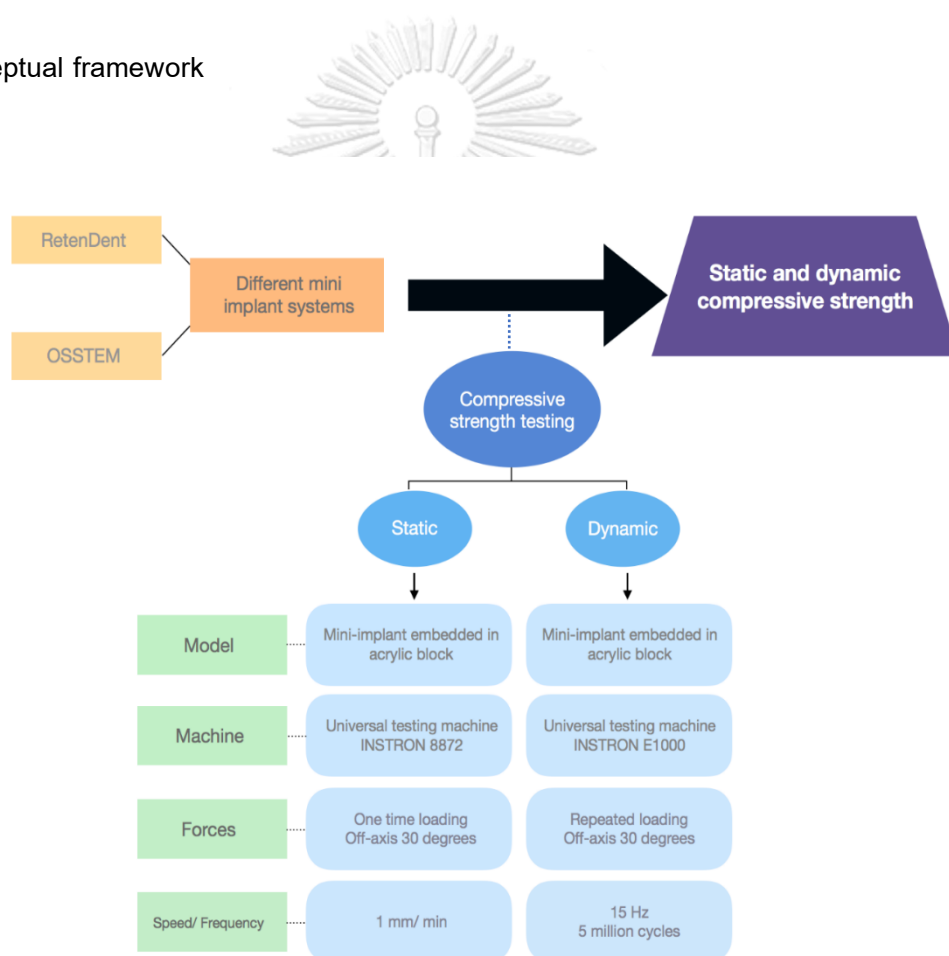 eptual framework
RetenDent
OSSTEM
Different mini
implant systems
Static and dynamic
compressive strength
Compressive
strength testing
Static
Dynamic
Model
Mini-implant embedded in
acrylic block
Mini-implant embedded in
acrylic block
Machine
Universal testing machine
INSTRON 8872
Universal testing machine
INSTRON E1000
Forces
One time loading
Off-axis 30 degrees
Repeated loading
Off-axis 30 degrees
Speed/ Frequency
1 mm/ min
15 Hz
5 million cycles